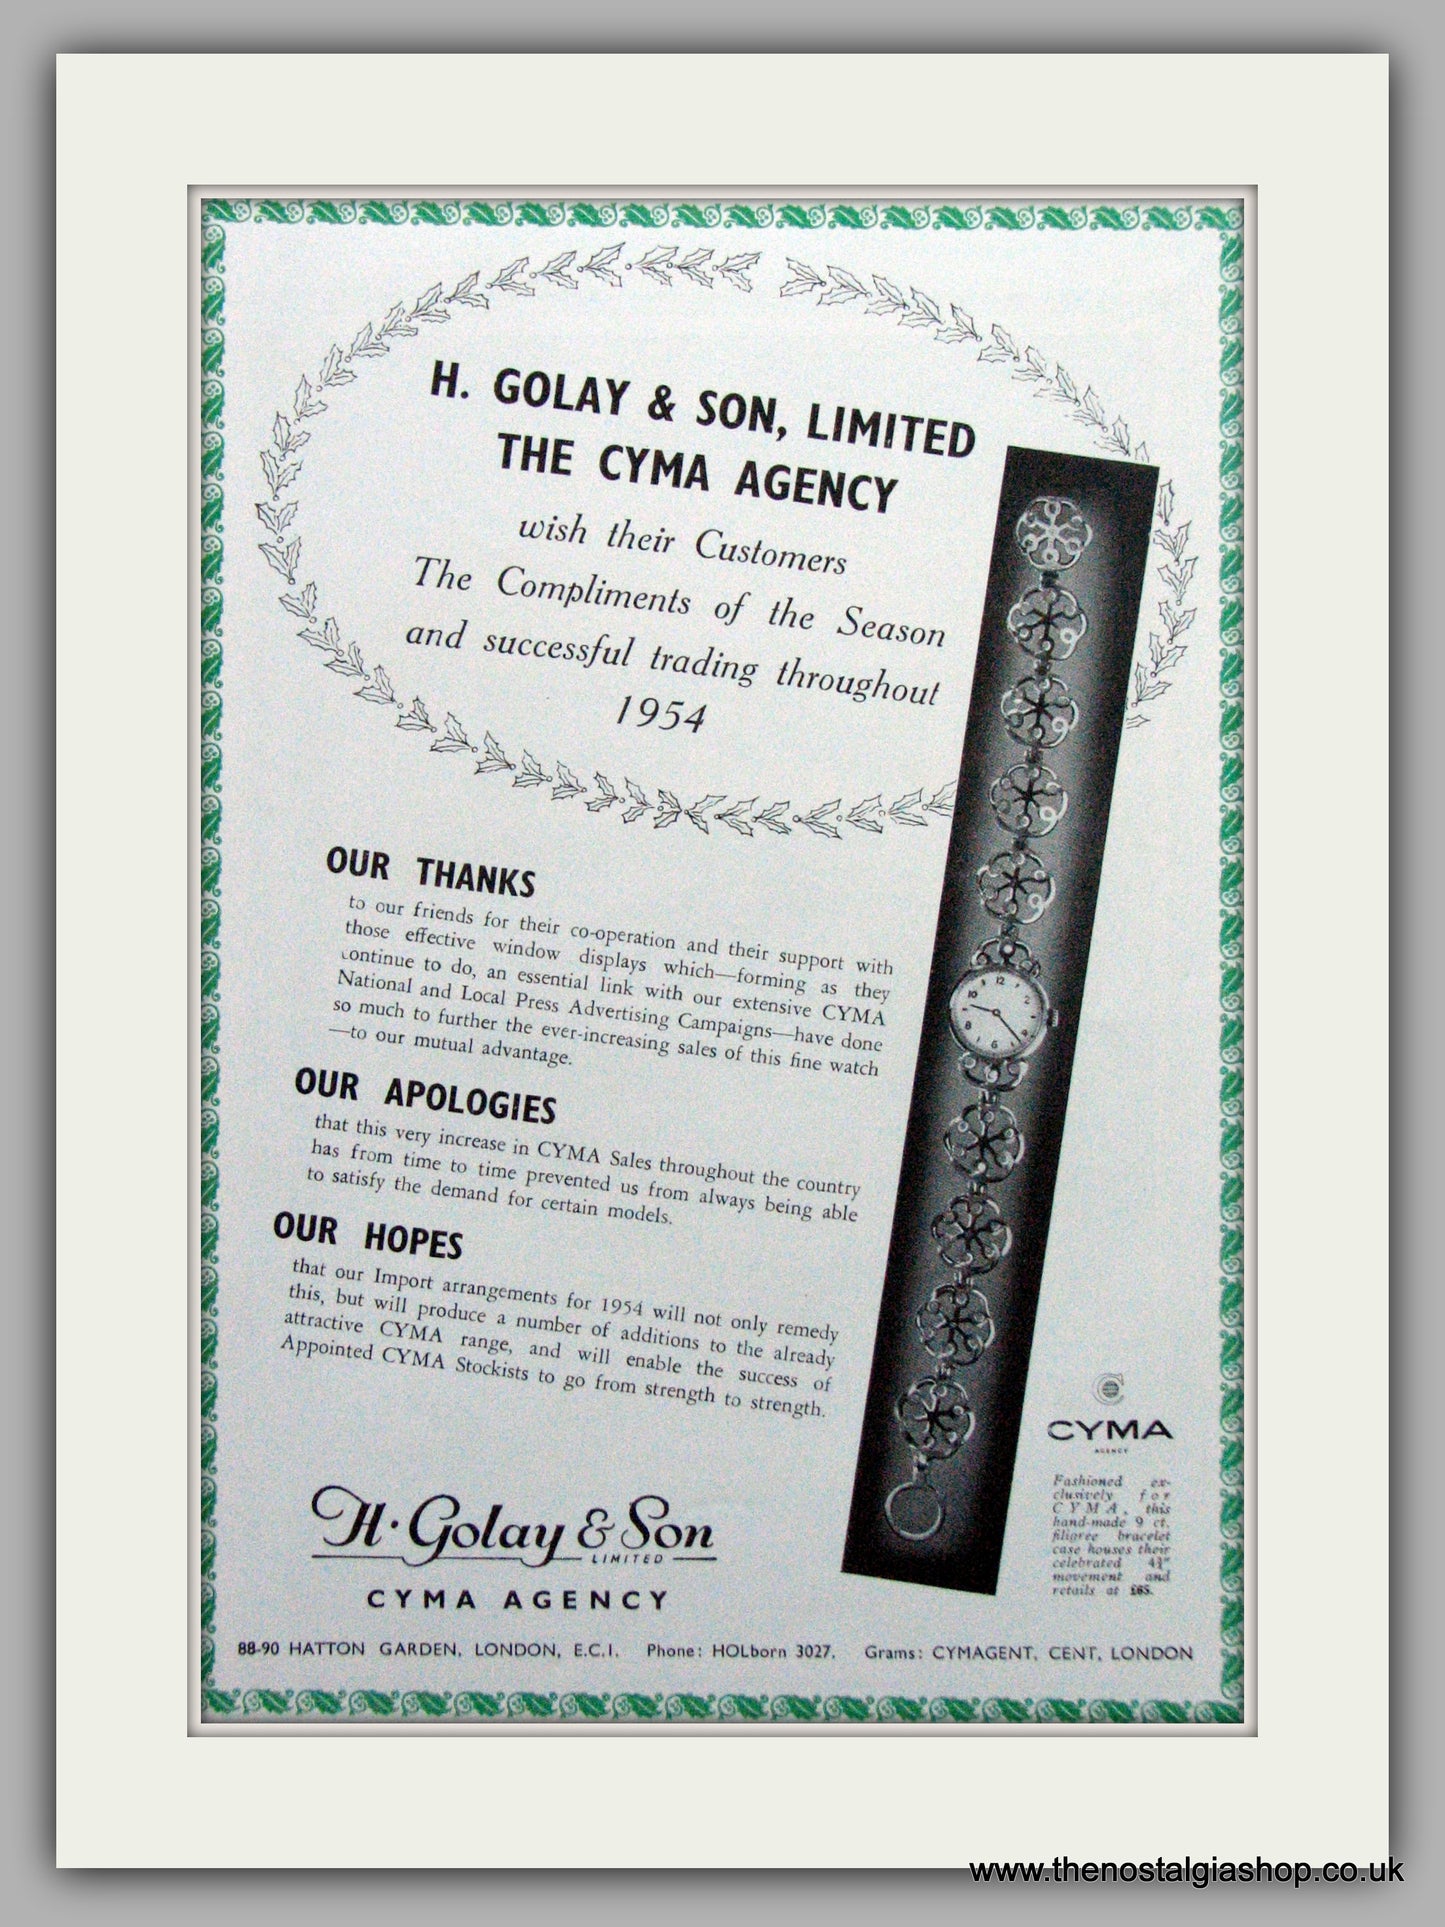 H. GOLAY & SON, LIMITED
THE CYMA AGENCY
wish their Customers
The Compliments of the Season
and successful trading throughout
1954
OUR THANKS
to our friends for their co-operation and their support with
those effective window displays which—forming as they
continue to do, an essential link with our extensive CYMA
National and Local Press Advertising Campaigns—have done
so much to further the ever-increasing sales of this fine watch
—to our mutual advantage.
OUR APOLOGIES
that this very increase in CYMA Sales throughout the country
has from time to time prevented us from always being able
to satisfy the demand for certain models.
OUR HOPES
that our Import arrangements for 1954 will not only remedy
this, but will produce a number of additions to the already
attractive CYMA range, and will enable the success of
Appointed CYMA Stockists to go from strength to strength.
CYMA
AGENCY
Fashioned ex-
clusively for
CYMA, this
hand-made 9 ct.
filigree bracelet
case houses their
celebrated 4¾"
movement and
retails at £65.
H. Golay & Son
LIMITED
CYMA AGENCY
88-90 HATTON GARDEN, LONDON, E.C.1. Phone: HOLborn 3027. Grams: CYMAGENT, CENT, LONDON
www.thenostalgiashop.co.uk